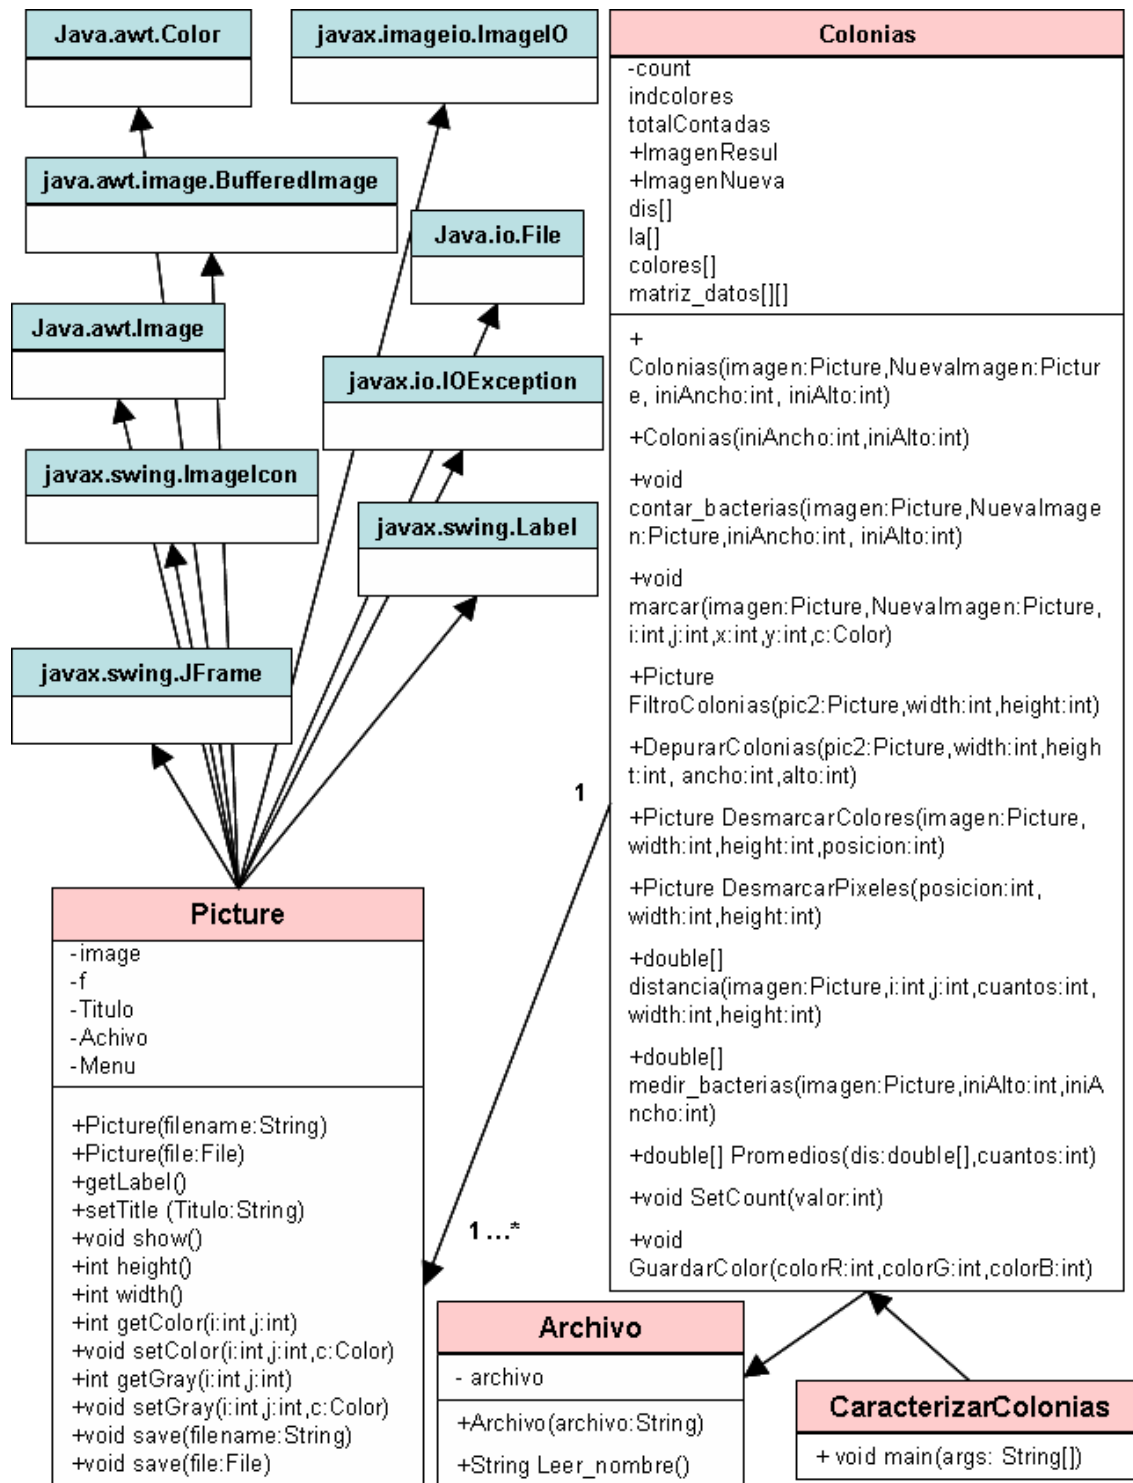 Java.awt.Color
javax.imageio.ImageIO
java.awt.image.BufferedImage
Java.io.File
Java.awt.Image
javax.io.IOException
javax.swing.ImageIcon
javax.swing.Label
javax.swing.JFrame
Colonias
-count
indcolores
totalContadas
+ImagenResul
+ImagenNueva
dis[]
la[]
colores[]
matriz_datos[][]
+
Colonias(imagen:Picture,NuevaImagen:Pictur
e, iniAncho:int, iniAlto:int)
+Colonias(iniAncho:int,iniAlto:int)
+void
contar_bacterias(imagen:Picture,NuevaImage
n:Picture,iniAncho:int, iniAlto:int)
+void
marcar(imagen:Picture,NuevaImagen:Picture,
i:int,j:int,x:int,y:int,c:Color)
+Picture
FiltroColonias(pic2:Picture,width:int,height:int)
+DepurarColonias(pic2:Picture,width:int,heigh
t:int, ancho:int,alto:int)
+Picture DesmarcarColores(imagen:Picture,
width:int,height:int,posicion:int)
+Picture DesmarcarPixeles(posicion:int,
width:int,height:int)
+double[]
distancia(imagen:Picture,i:int,j:int,cuantos:int,
width:int,height:int)
+double[]
medir_bacterias(imagen:Picture,iniAlto:int,iniA
ncho:int)
+double[] Promedios(dis:double[],cuantos:int)
+void SetCount(valor:int)
+void
GuardarColor(colorR:int,colorG:int,colorB:int)
1
1 ...*
Picture
-image
-f
-Titulo
-Achivo
-Menu
+Picture(filename:String)
+Picture(file:File)
+getLabel()
+setTitle (Titulo:String)
+void show()
+int height()
+int width()
+int getColor(i:int,j:int)
+void setColor(i:int,j:int,c:Color)
+int getGray(i:int,j:int)
+void setGray(i:int,j:int,c:Color)
+void save(filename:String)
+void save(file:File)
Archivo
- archivo
+Archivo(archivo:String)
+String Leer_nombre()
CaracterizarColonias
+ void main(args: String[])